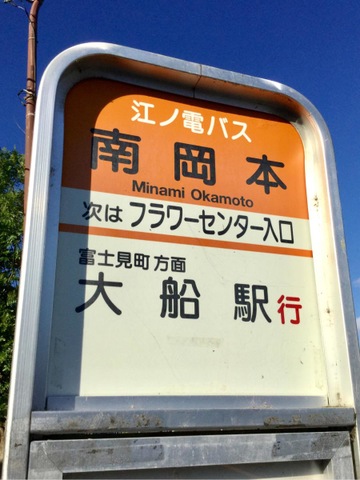 江ノ電バス
南岡本
Minami Okamoto
次は フラワーセンター入口
富士見町 方面
大船駅行